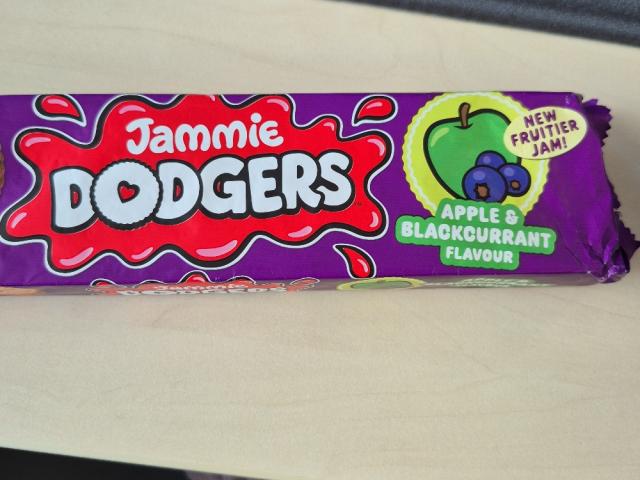 Jammie
DODGERS
NEW
FRUITIER
JAM!
APPLE &
BLACKCURRANT
FLAVOUR